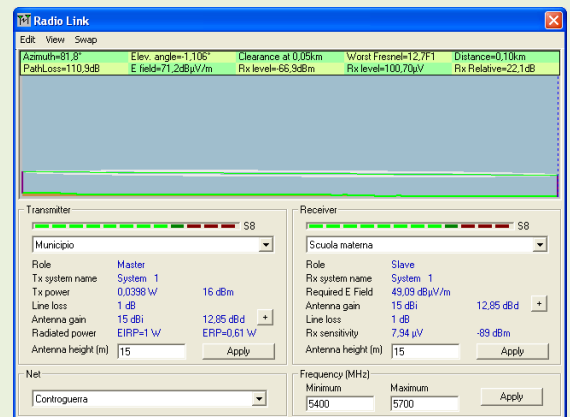 Radio Link
Edit View Swap
Azimuth=81,8° Elev. angle=-1,106° Clearance at 0,05km Worst Fresnel=12,7F1 Distance=0,10km
PathLoss=110,9dB E field=71,2dBµV/m Rx level=-66,9dBm Rx level=100,70µV Rx Relative=22,1dB
Transmitter
S8
Municipio
Role Master
Tx system name System 1
Tx power 0,0398 W 16 dBm
Line loss 1 dB
Antenna gain 15 dBi 12,85 dBd +
Radiated power EIRP=1 W ERP=0,61 W
Antenna height (m) 15 Apply
Receiver
S8
Scuola materna
Role Slave
Rx system name System 1
Required E Field 49,09 dBµV/m
Antenna gain 15 dBi 12,85 dBd +
Line loss 1 dB
Rx sensitivity 7,94 µV -89 dBm
Antenna height (m) 15 Apply
Net
Controguerra
Frequency (MHz)
Minimum Maximum
5400 5700 Apply